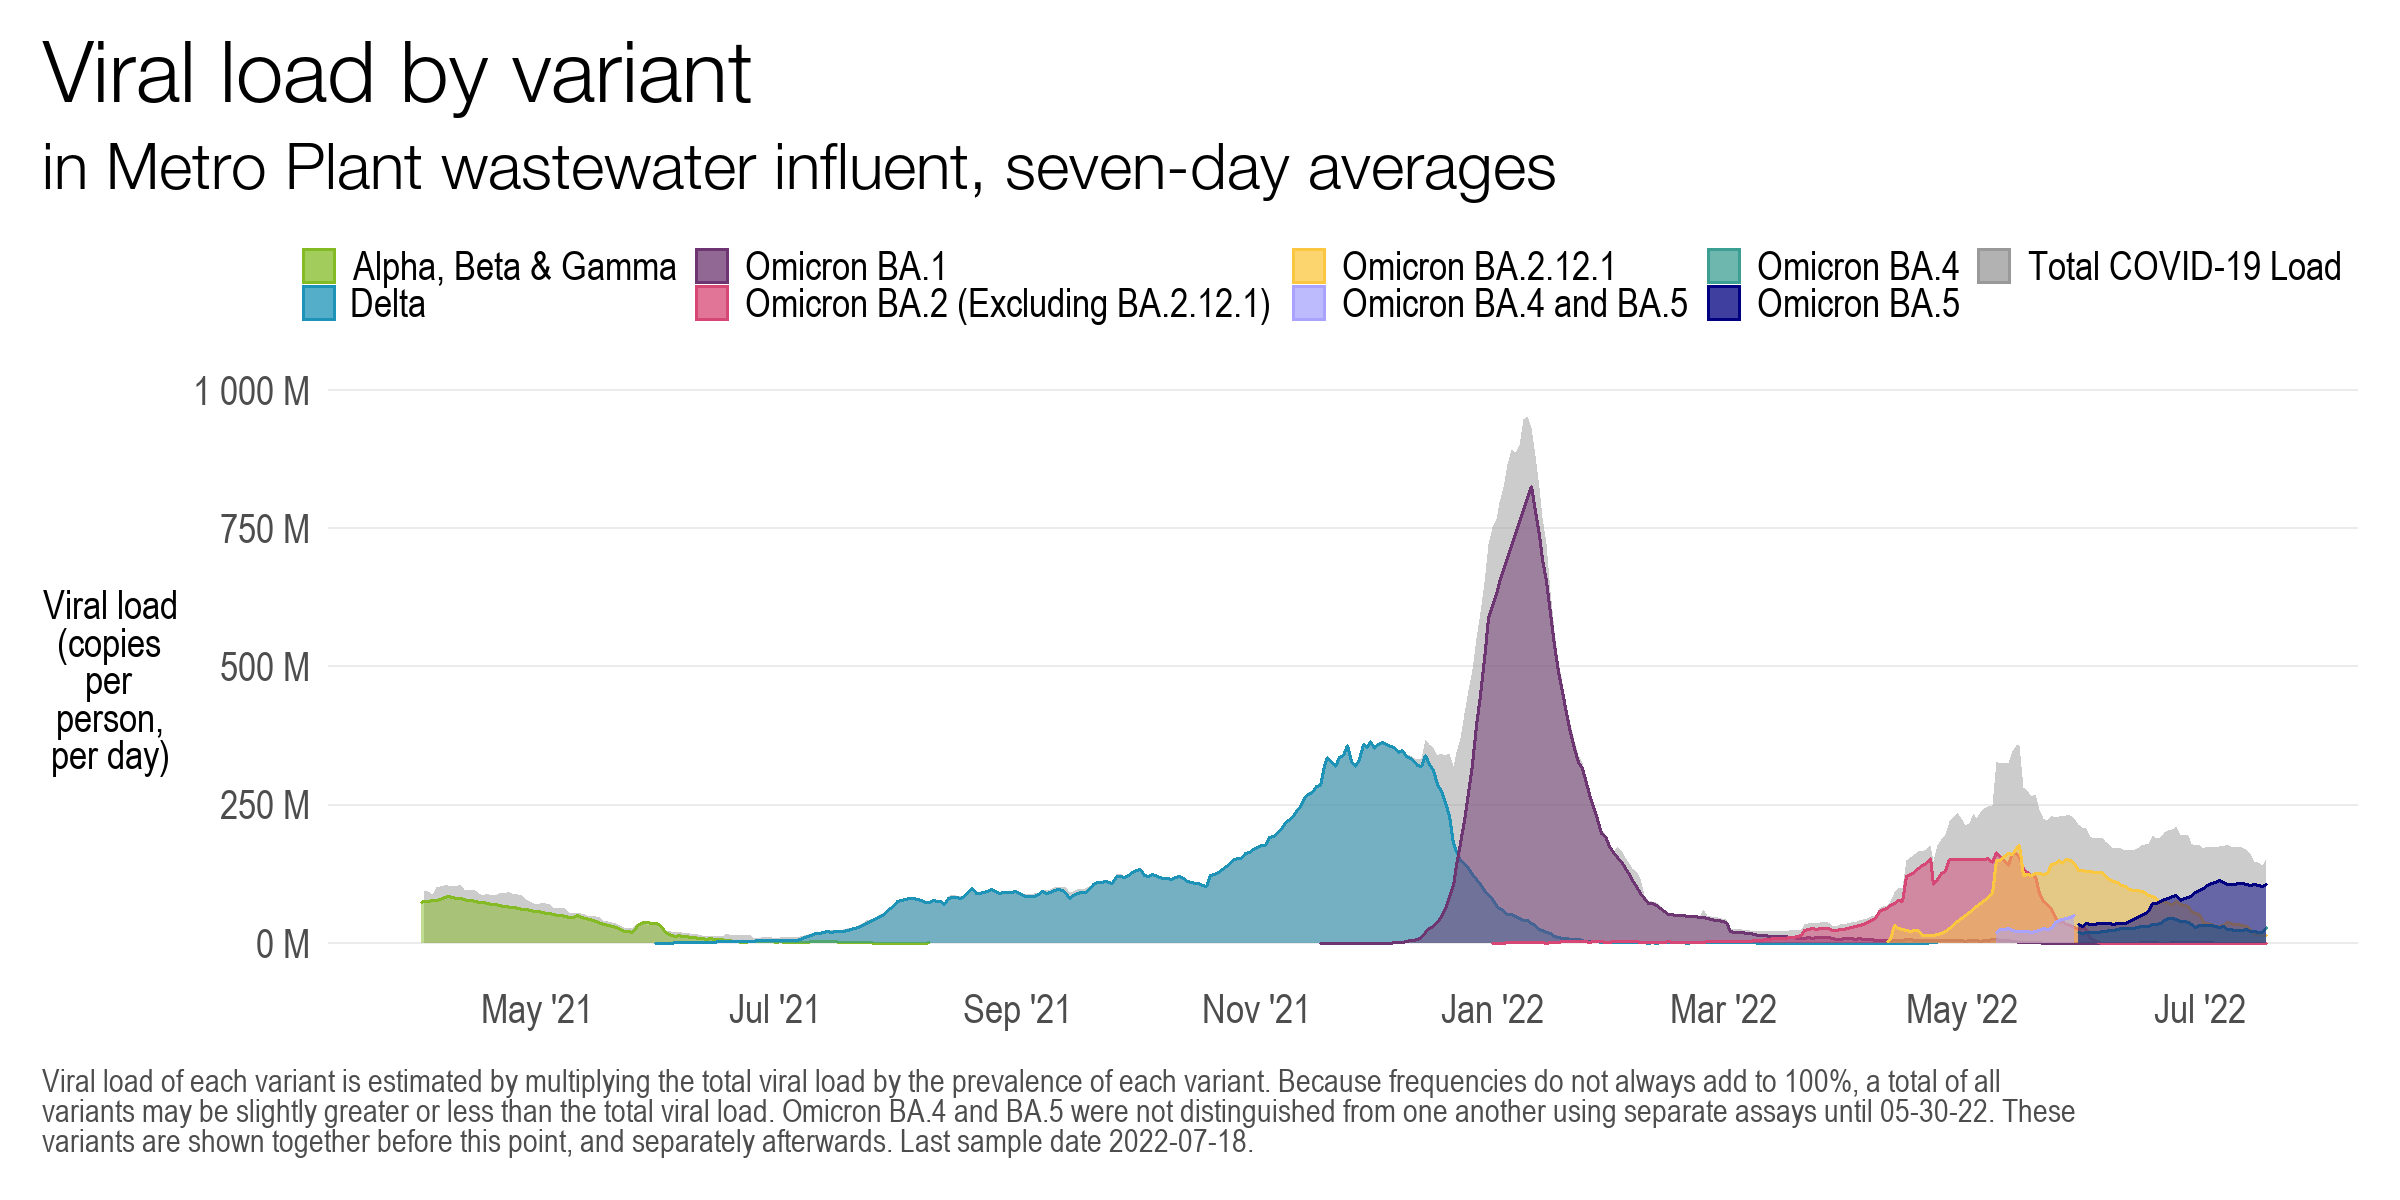 Viral load by variant
in Metro Plant wastewater influent, seven-day averages
Alpha, Beta & Gamma
Omicron BA.1
Omicron BA.2.12.1
Omicron BA.4
Total COVID-19 Load
Delta
Omicron BA.2 (Excluding BA.2.12.1)
Omicron BA.4 and BA.5
Omicron BA.5
1 000 M
750 M
500 M
250 M
0 M
Viral load
(copies
per
person,
per day)
May '21
Jul '21
Sep '21
Nov '21
Jan '22
Mar '22
May '22
Jul '22
Viral load of each variant is estimated by multiplying the total viral load by the prevalence of each variant. Because frequencies do not always add to 100%, a total of all
variants may be slightly greater or less than the total viral load. Omicron BA.4 and BA.5 were not distinguished from one another using separate assays until 05-30-22. These
variants are shown together before this point, and separately afterwards. Last sample date 2022-07-18.